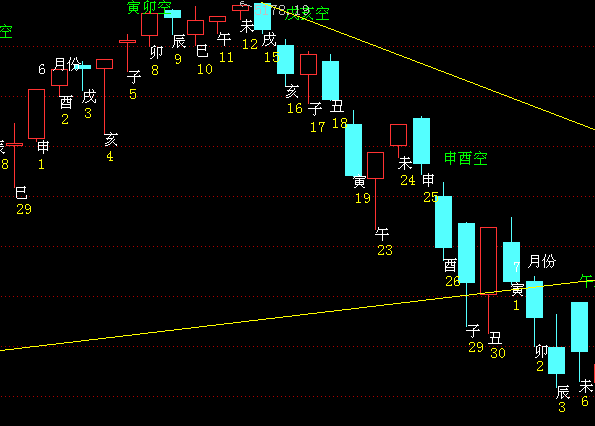 空
寅卯空
5178.19
戌亥空
6 月份
辰
8
巳
29
申
1
酉
2
戌
3
亥
4
子
5
卯
8
辰
9
巳
10
午
11
未
12
戌
15
亥
16
子
17
丑
18
寅
19
午
23
未
24
申
25
申酉空
酉
26
子
29
丑
30
7 月份
寅
1
卯
2
辰
3
未
6
午